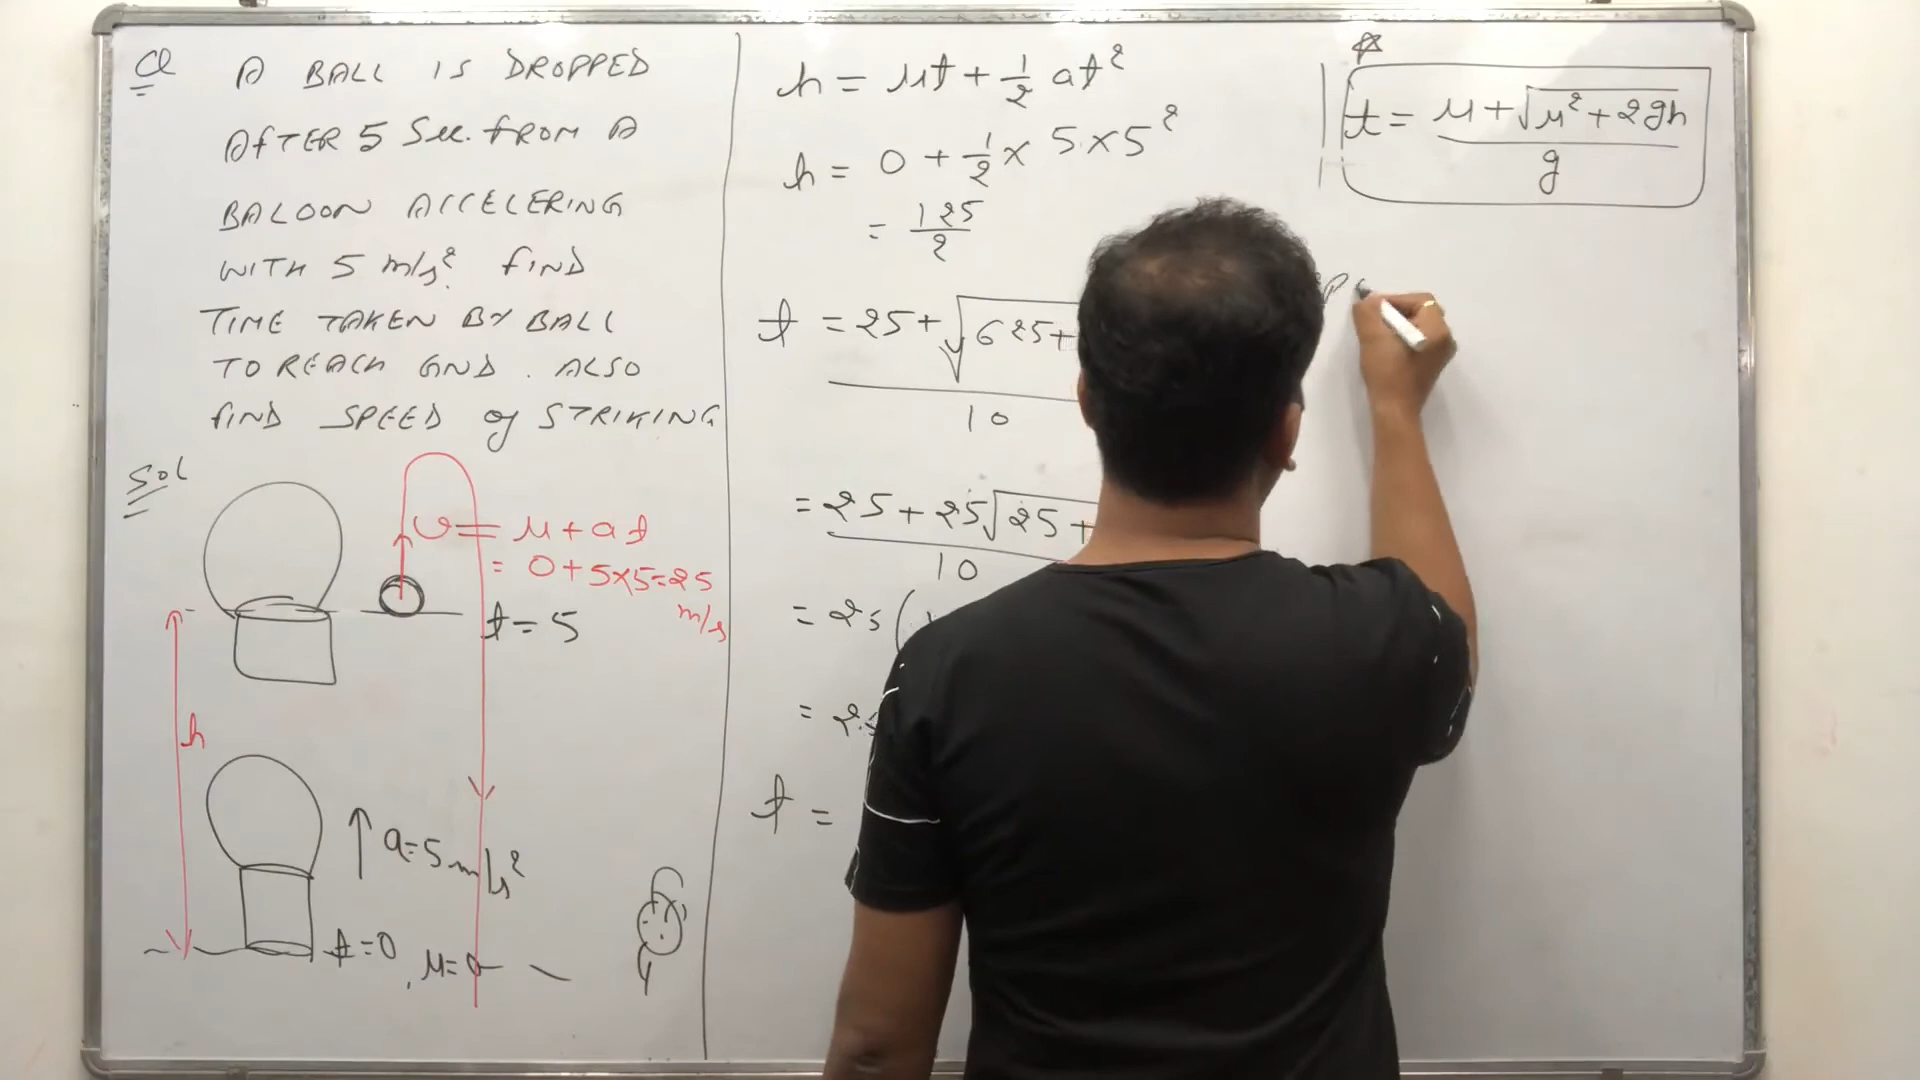 Q A BALL IS DROPPED
AFTER 5 Sec. FROM A
BALOON ACCELERING
WITH 5 m/s². FIND
TIME TAKEN BY BALL
TO REACH GND. ALSO
FIND SPEED of STRIKING
Sol
v = u + at
= 0+5×5=25
m/s
t = 5
h
a=5m/s²
t=0, u=0
h = ut + 1/2 at²
h = 0 + 1/2 × 5×5²
= 125/2
t = 25+√625+
10
= 25 + 25√25+
10
= 25(
= 2.5
t =
t = u+√u²+2gh
g